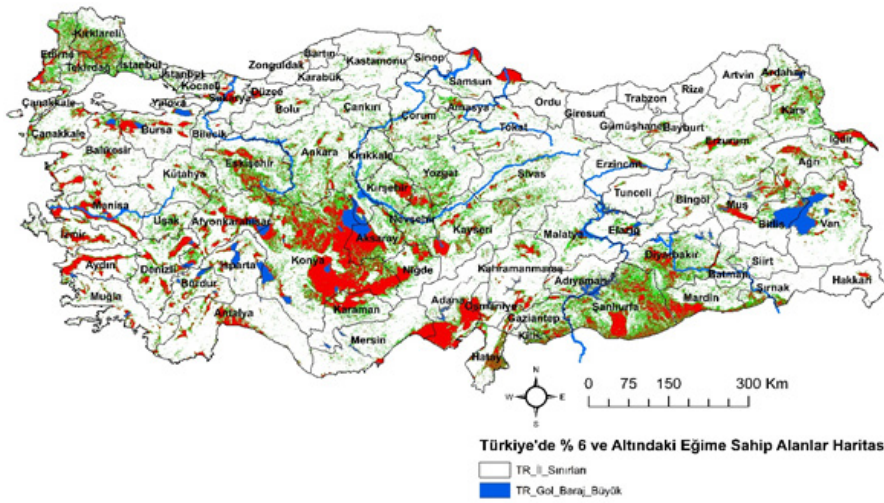 Kırklareli
Edirne
Tekirdağ
İstanbul
İstanbul
Kocaeli
Yalova
Sakarya
Düzce
Zonguldak
Bartın
Karabük
Kastamonu
Sinop
Samsun
Ordu
Giresun
Trabzon
Rize
Artvin
Ardahan
Kars
Iğdır
Çanakkale
Çanakkale
Balıkesir
Bursa
Bilecik
Bolu
Çankırı
Çorum
Amasya
Tokat
Gümüşhane
Bayburt
Erzurum
Ağrı
Kütahya
Eskişehir
Ankara
Kırıkkale
Yozgat
Sivas
Erzincan
Tunceli
Bingöl
Muş
Bitlis
Van
Manisa
Uşak
Afyonkarahisar
Kırşehir
Nevşehir
Aksaray
Kayseri
Malatya
Elazığ
Diyarbakır
Batman
Siirt
Şırnak
Hakkari
İzmir
Aydın
Denizli
Isparta
Burdur
Konya
Niğde
Kahramanmaraş
Adıyaman
Mardin
Muğla
Antalya
Karaman
Mersin
Adana
Osmaniye
Gaziantep
Kilis
Şanlıurfa
Hatay
N
W
E
S
0 75 150 300 Km
Türkiye'de % 6 ve Altındaki Eğime Sahip Alanlar Haritas
TR_İl_Sınırları
TR_Gol_Baraj_Büyük